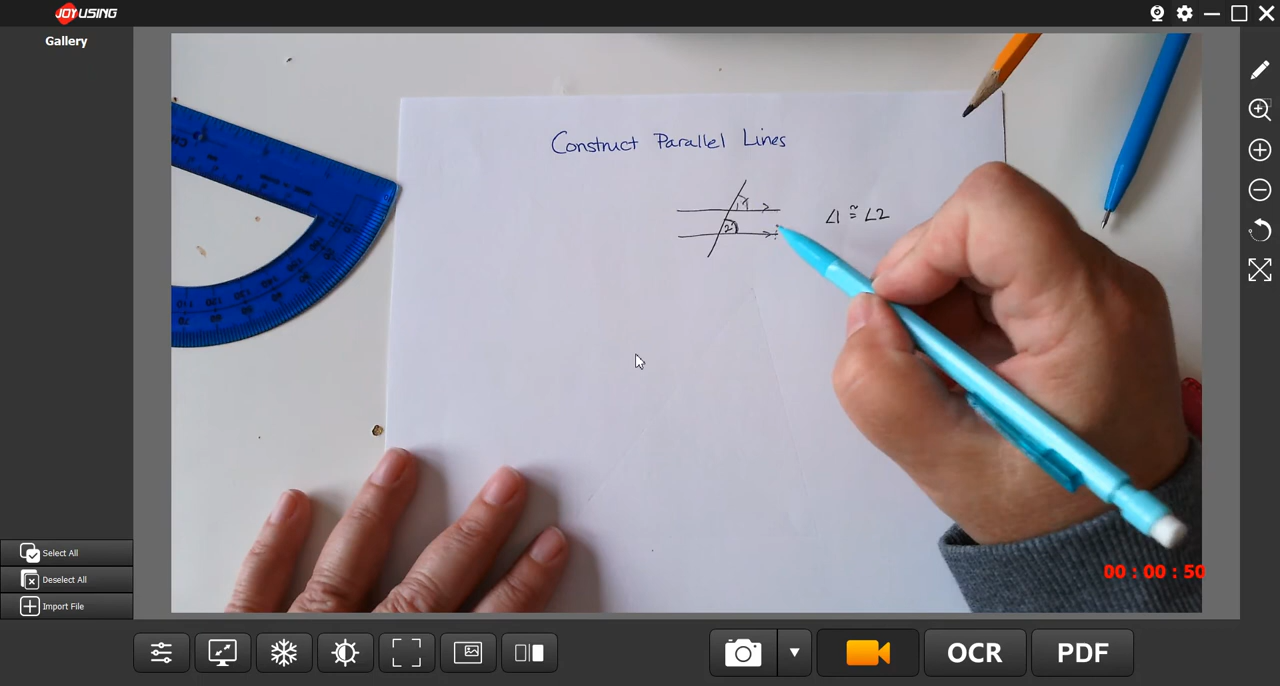 JOYUSING
Gallery
Construct Parallel Lines
1
2
∠1 ≅ ∠2
CM
00 : 00 : 50
Select All
Deselect All
Import File
OCR
PDF